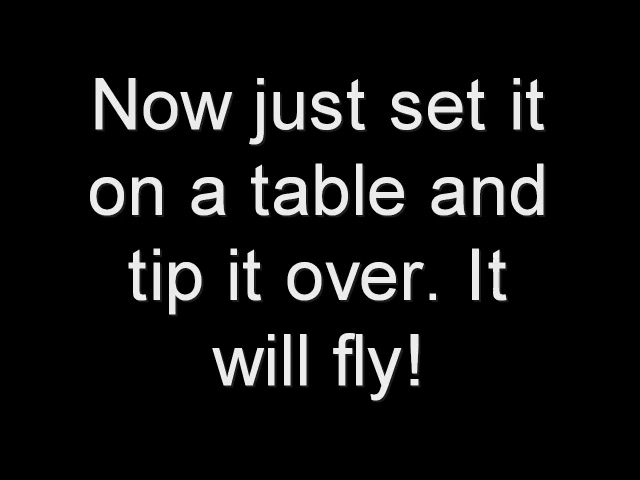 Now just set it
on a table and
tip it over. It
will fly!